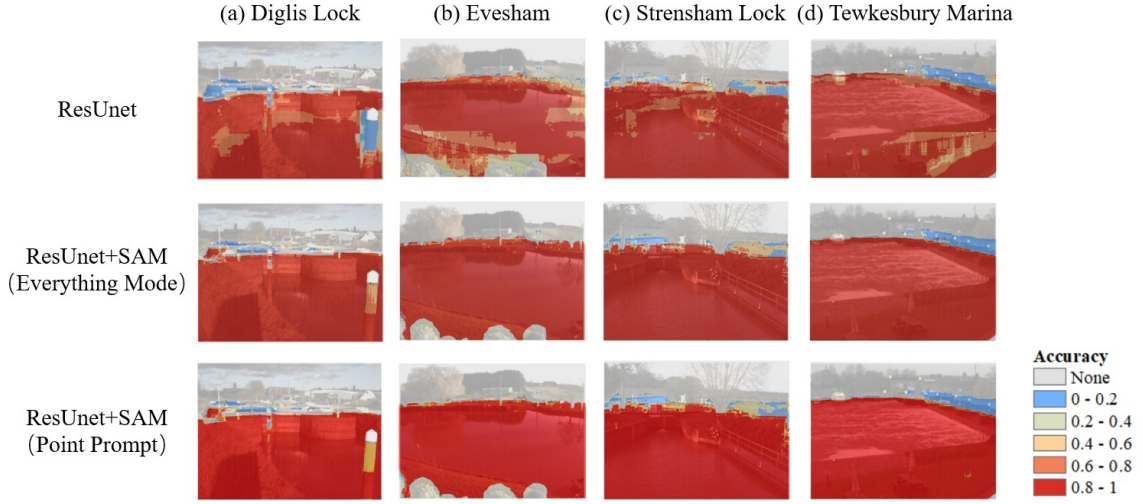 (a) Diglis Lock
(b) Evesham
(c) Strensham Lock
(d) Tewkesbury Marina
ResUnet
ResUnet+SAM
(Everything Mode)
ResUnet+SAM
(Point Prompt)
Accuracy
None
0 - 0.2
0.2 - 0.4
0.4 - 0.6
0.6 - 0.8
0.8 - 1